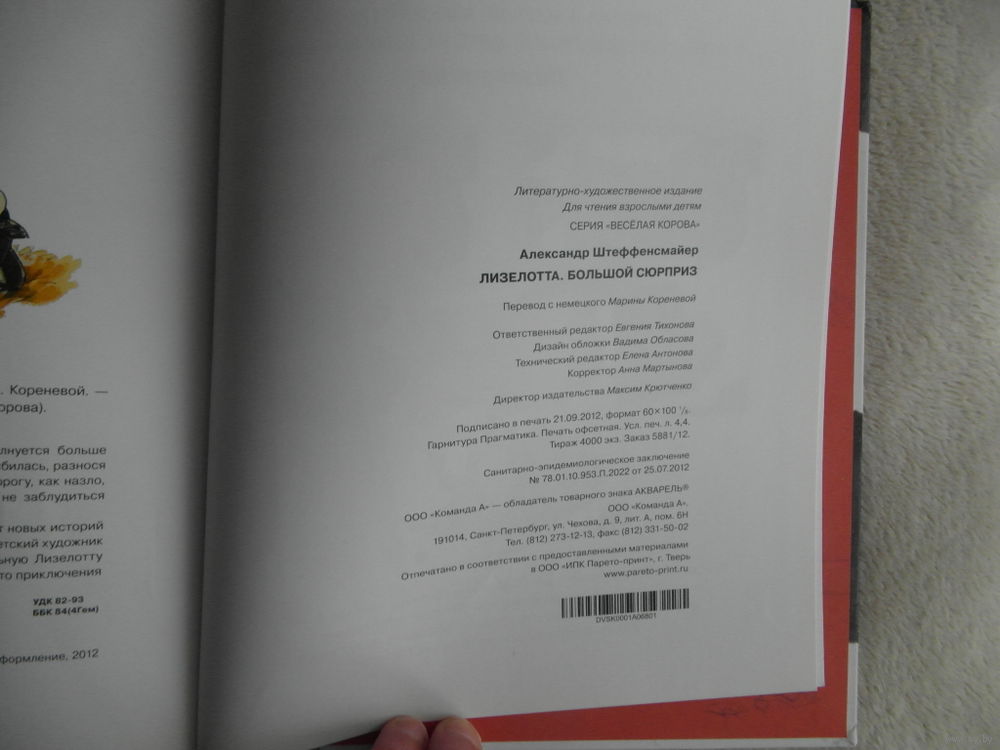 . Кореневой. —
орова).
лнуется больше
билась, разнося
орогу, как назло,
не заблудиться
т новых историй
етский художник
ьную Лизелотту
то приключения
УДК 82-93
ББК 84(4Гем)
формление, 2012
Литературно-художественное издание
Для чтения взрослыми детям
СЕРИЯ «ВЕСЁЛАЯ КОРОВА»
Александр Штеффенсмайер
ЛИЗЕЛОТТА. БОЛЬШОЙ СЮРПРИЗ
Перевод с немецкого Марины Кореневой
Ответственный редактор Евгения Тихонова
Дизайн обложки Вадима Обласова
Технический редактор Елена Антонова
Корректор Анна Мартынова
Директор издательства Максим Крютченко
Подписано в печать 21.09.2012, формат 60×100 ¹/₈.
Гарнитура Прагматика. Печать офсетная. Усл. печ. л. 4,4.
Тираж 4000 экз. Заказ 5881/12.
Санитарно-эпидемиологическое заключение
№ 78.01.10.953.П.2022 от 25.07.2012
ООО «Команда А» — обладатель товарного знака АКВАРЕЛЬ®
ООО «Команда А»,
191014, Санкт-Петербург, ул. Чехова, д. 9, лит. А, пом. 6Н
Тел. (812) 273-12-13, факс (812) 331-50-02
Отпечатано в соответствии с предоставленными материалами
в ООО «ИПК Парето-принт», г. Тверь
www.pareto-print.ru
DVSK0001A06801